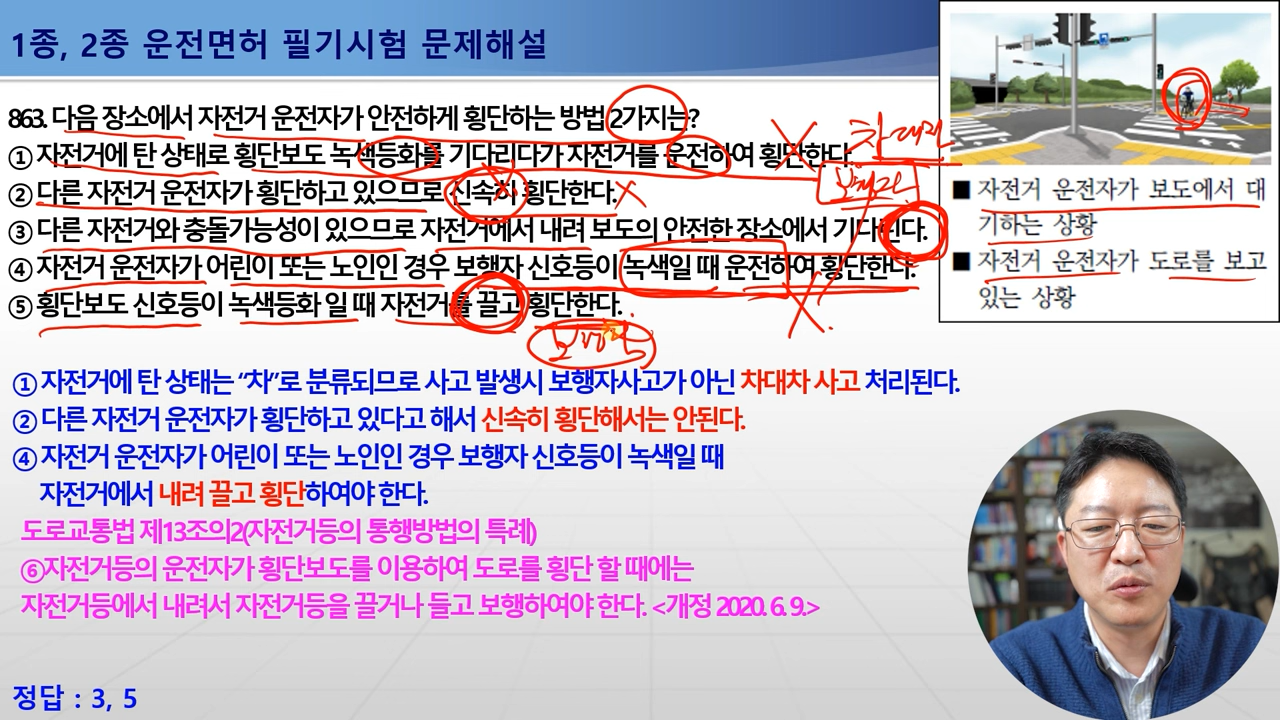 1종, 2종 운전면허 필기시험 문제해설
863. 다음 장소에서 자전거 운전자가 안전하게 횡단하는 방법 2가지는?
① 자전거에 탄 상태로 횡단보도 녹색등화를 기다리다가 자전거를 운전하여 횡단한다.
② 다른 자전거 운전자가 횡단하고 있으므로 신속히 횡단한다.
③ 다른 자전거와 충돌가능성이 있으므로 자전거에서 내려 보도의 안전한 장소에서 기다린다.
④ 자전거 운전자가 어린이 또는 노인인 경우 보행자 신호등이 녹색일 때 운전하여 횡단한다.
⑤ 횡단보도 신호등이 녹색등화 일 때 자전거를 끌고 횡단한다.
■ 자전거 운전자가 보도에서 대
기하는 상황
■ 자전거 운전자가 도로를 보고
있는 상황
① 자전거에 탄 상태는 “차”로 분류되므로 사고 발생시 보행자사고가 아닌 차대차 사고 처리된다.
② 다른 자전거 운전자가 횡단하고 있다고 해서 신속히 횡단해서는 안된다.
④ 자전거 운전자가 어린이 또는 노인인 경우 보행자 신호등이 녹색일 때
자전거에서 내려 끌고 횡단하여야 한다.
도로교통법 제13조의2(자전거등의 통행방법의 특례)
⑥자전거등의 운전자가 횡단보도를 이용하여 도로를 횡단 할 때에는
자전거등에서 내려서 자전거등을 끌거나 들고 보행하여야 한다. <개정 2020. 6. 9.>
정답 : 3, 5